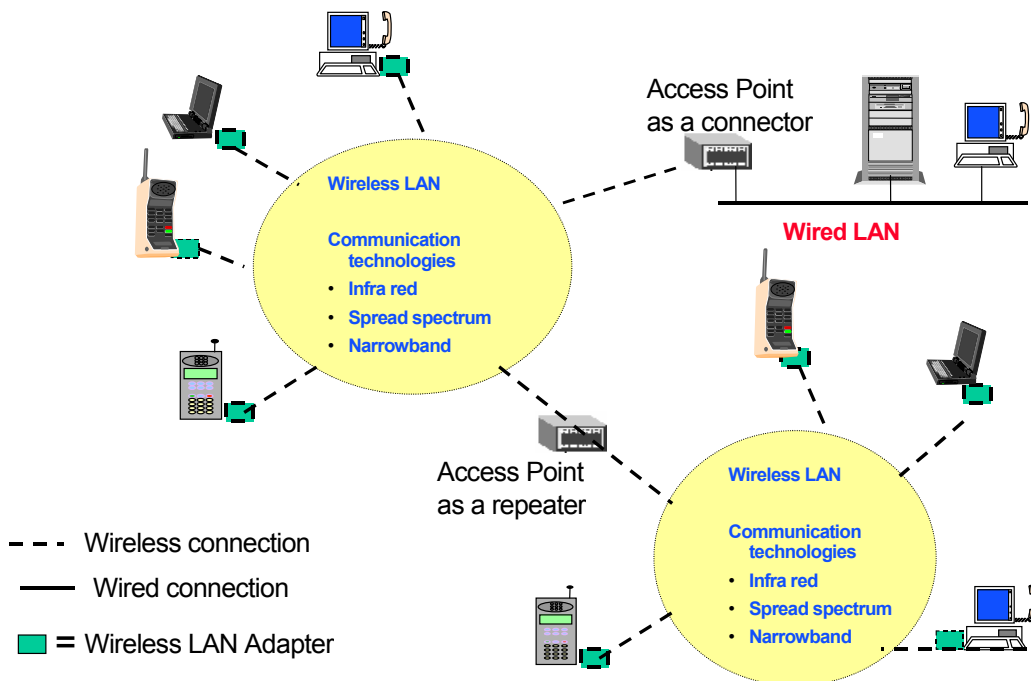 Access Point
as a connector
Wireless LAN
Communication
technologies
• Infra red
• Spread spectrum
• Narrowband
Wired LAN
Access Point
as a repeater
Wireless LAN
Communication
technologies
• Infra red
• Spread spectrum
• Narrowband
Wireless connection
Wired connection
= Wireless LAN Adapter